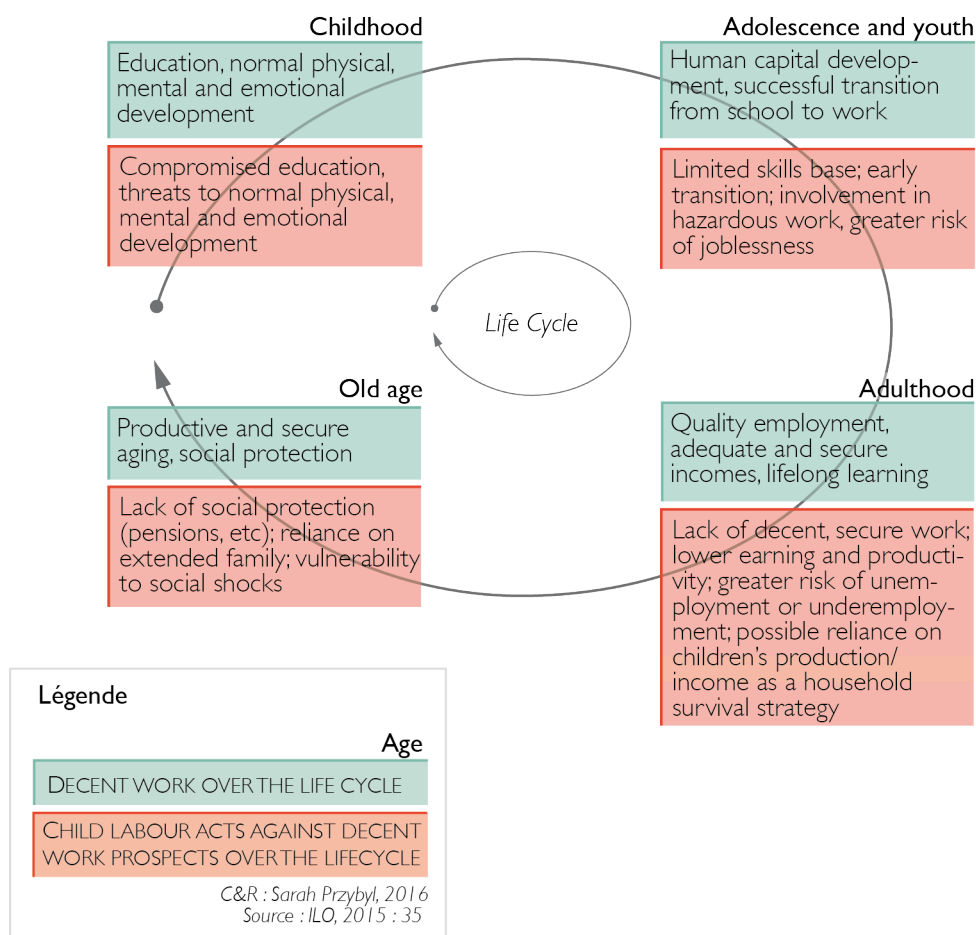 Childhood
Education, normal physical,
mental and emotional
development
Compromised education,
threats to normal physical,
mental and emotional
development
Adolescence and youth
Human capital develop-
ment, successful transition
from school to work
Limited skills base; early
transition; involvement in
hazardous work, greater risk
of joblessness
Life Cycle
Old age
Productive and secure
aging, social protection
Lack of social protection
(pensions, etc); reliance on
extended family; vulnerability
to social shocks
Adulthood
Quality employment,
adequate and secure
incomes, lifelong learning
Lack of decent, secure work;
lower earning and producti-
vity; greater risk of unem-
ployment or underemploy-
ment; possible reliance on
children's production/
income as a household
survival strategy
Légende
Age
DECENT WORK OVER THE LIFE CYCLE
CHILD LABOUR ACTS AGAINST DECENT
WORK PROSPECTS OVER THE LIFECYCLE
C&R : Sarah Przybyl, 2016
Source : ILO, 2015 : 35